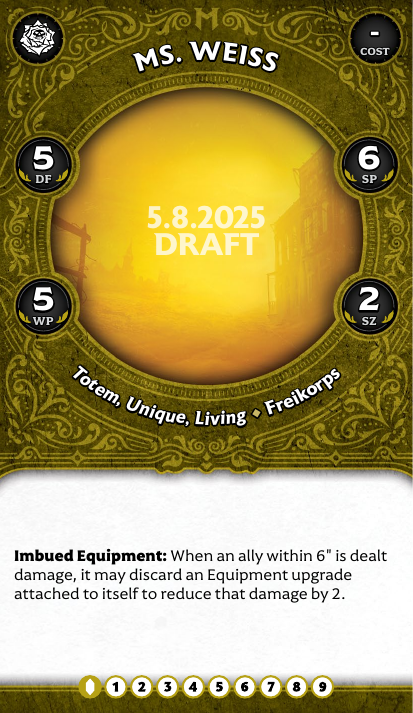 MS. WEISS
-
COST
5
DF
6
SP
5.8.2025
DRAFT
5
WP
2
SZ
Totem, Unique, Living ⬥ Freikorps
Imbued Equipment: When an ally within 6" is dealt
damage, it may discard an Equipment upgrade
attached to itself to reduce that damage by 2.
1 2 3 4 5 6 7 8 9